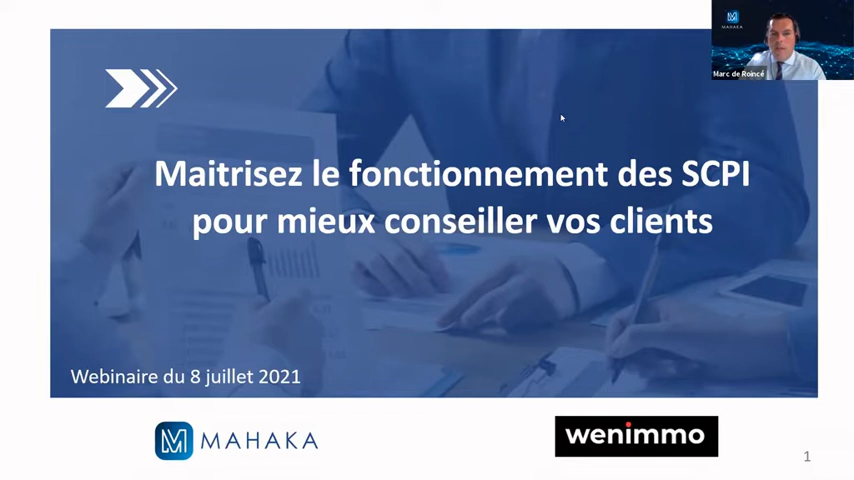 MAHAKA
Marc de Roincé
Maitrisez le fonctionnement des SCPI
pour mieux conseiller vos clients
Webinaire du 8 juillet 2021
MAHAKA
wenimmo
1